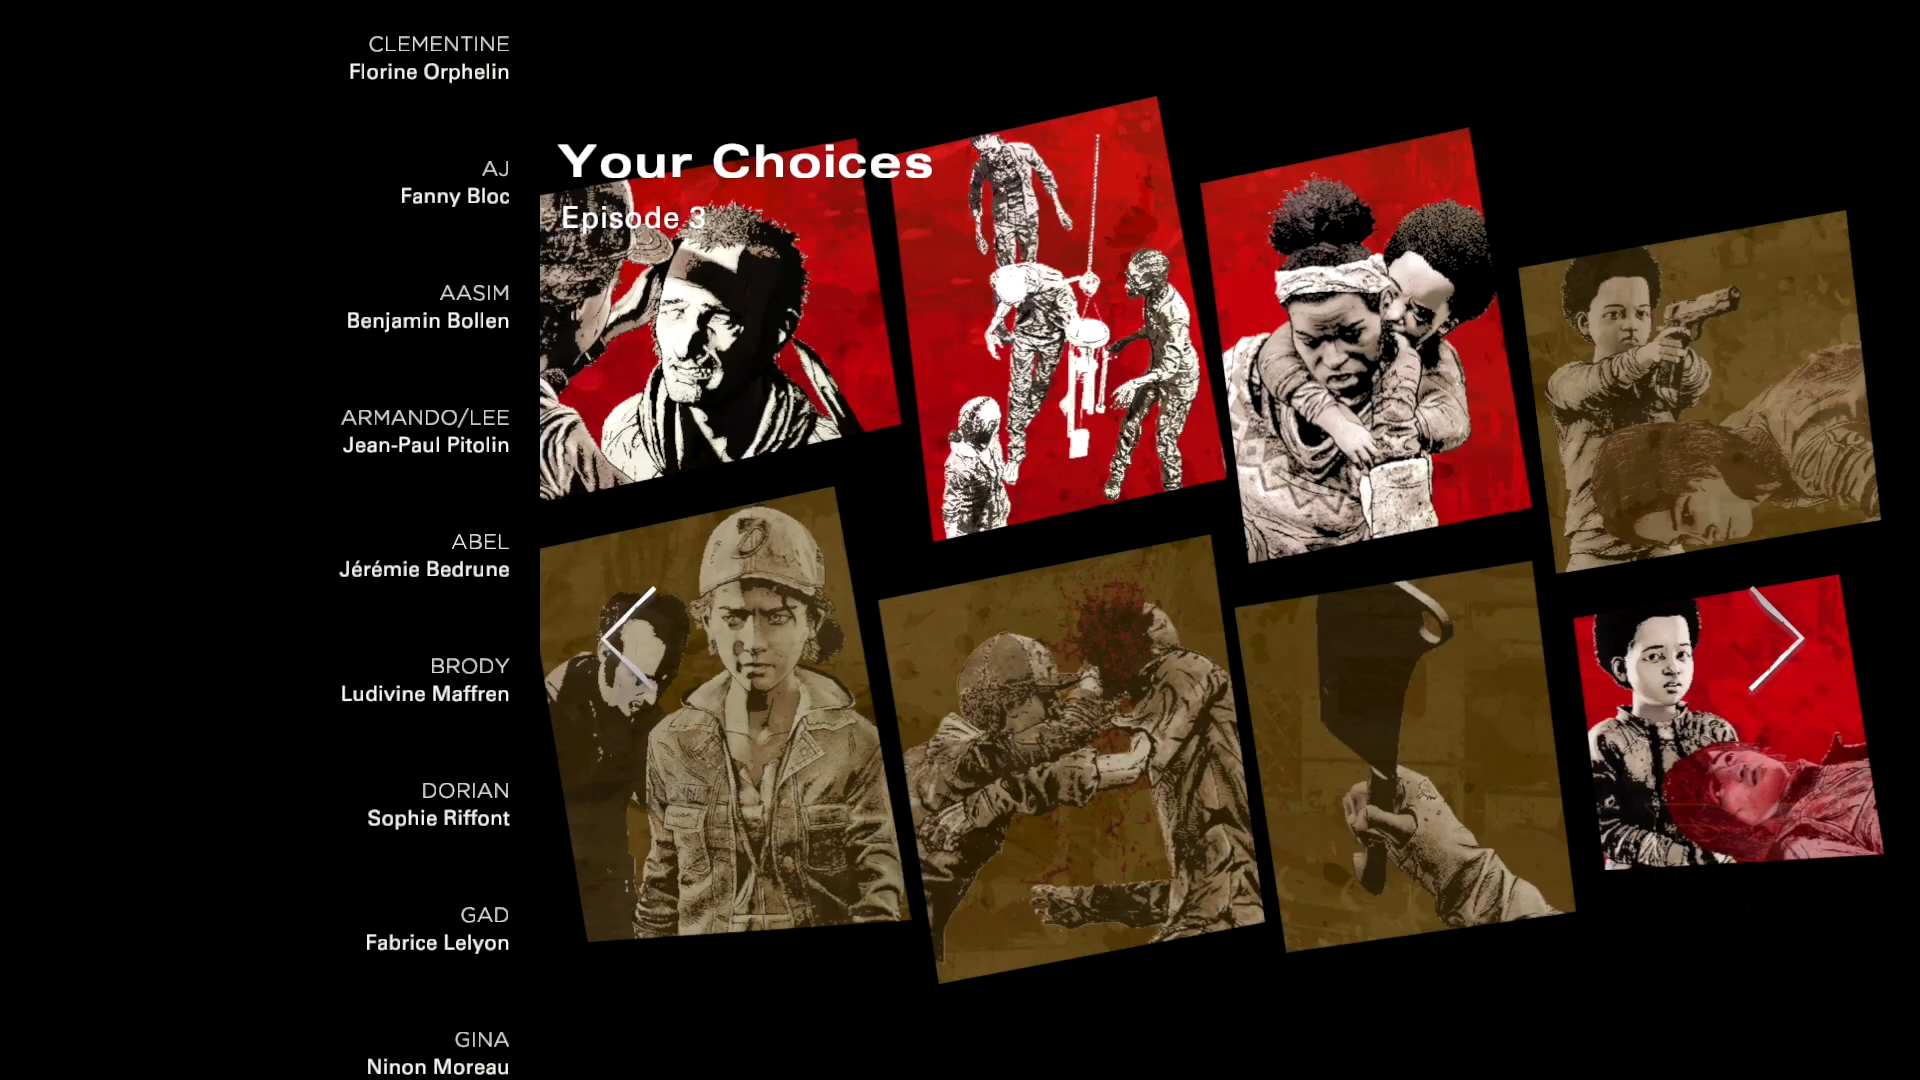 CLEMENTINE
Florine Orphelin
AJ
Fanny Bloc
AASIM
Benjamin Bollen
ARMANDO/LEE
Jean-Paul Pitolin
ABEL
Jérémie Bedrune
BRODY
Ludivine Maffren
DORIAN
Sophie Riffont
GAD
Fabrice Lelyon
GINA
Ninon Moreau
Your Choices
Episode 3
D